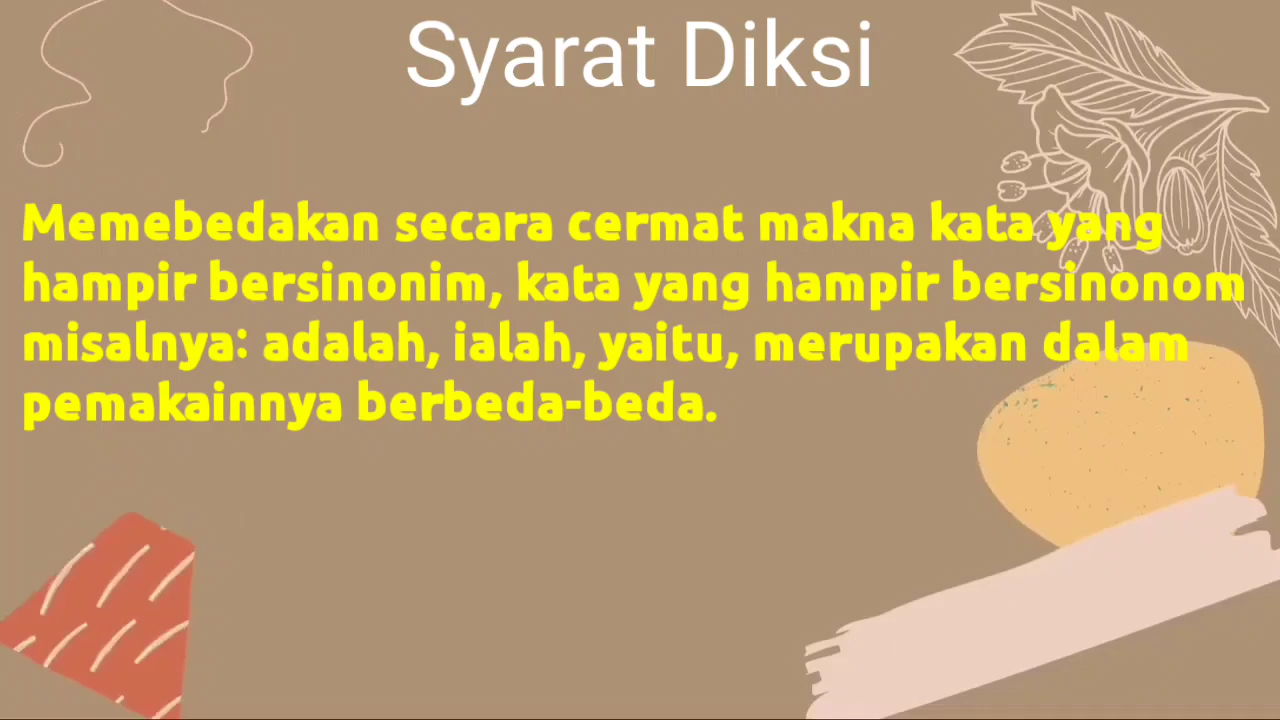 Syarat Diksi
Memebedakan secara cermat makna kata yang
hampir bersinonim, kata yang hampir bersinonom
misalnya: adalah, ialah, yaitu, merupakan dalam
pemakainnya berbeda-beda.